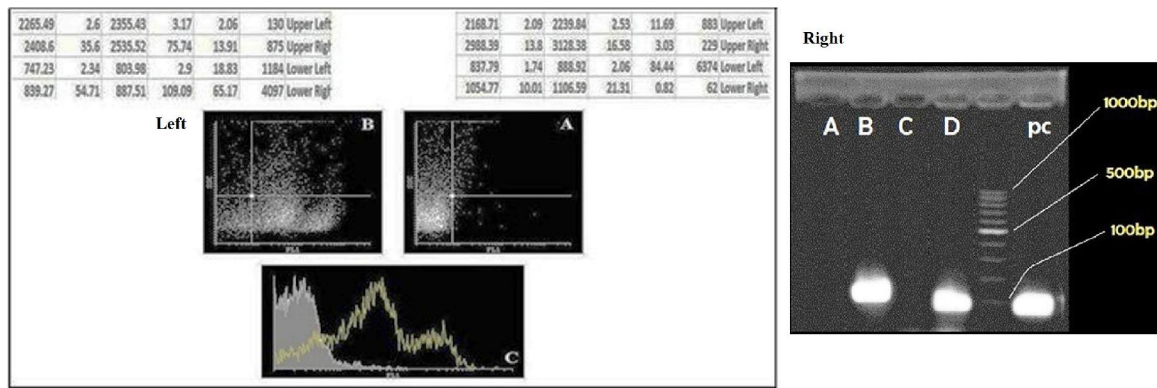 2265.49 2.6 2355.43 3.17 2.06 130 Upper Left
2408.6 35.6 2535.52 75.74 13.91 875 Upper Righ
747.23 2.34 803.98 2.9 18.83 1184 Lower Left
839.27 54.71 887.51 109.09 65.17 4097 Lower Righ
2168.71 2.09 2239.84 2.53 11.69 883 Upper Left
2988.39 13.8 3128.38 16.58 3.03 229 Upper Right
837.79 1.74 888.92 2.06 84.44 6374 Lower Left
1054.77 10.01 1106.59 21.31 0.82 62 Lower Right
Left
B
A
C
Right
A B C D pc
1000bp
500bp
100bp